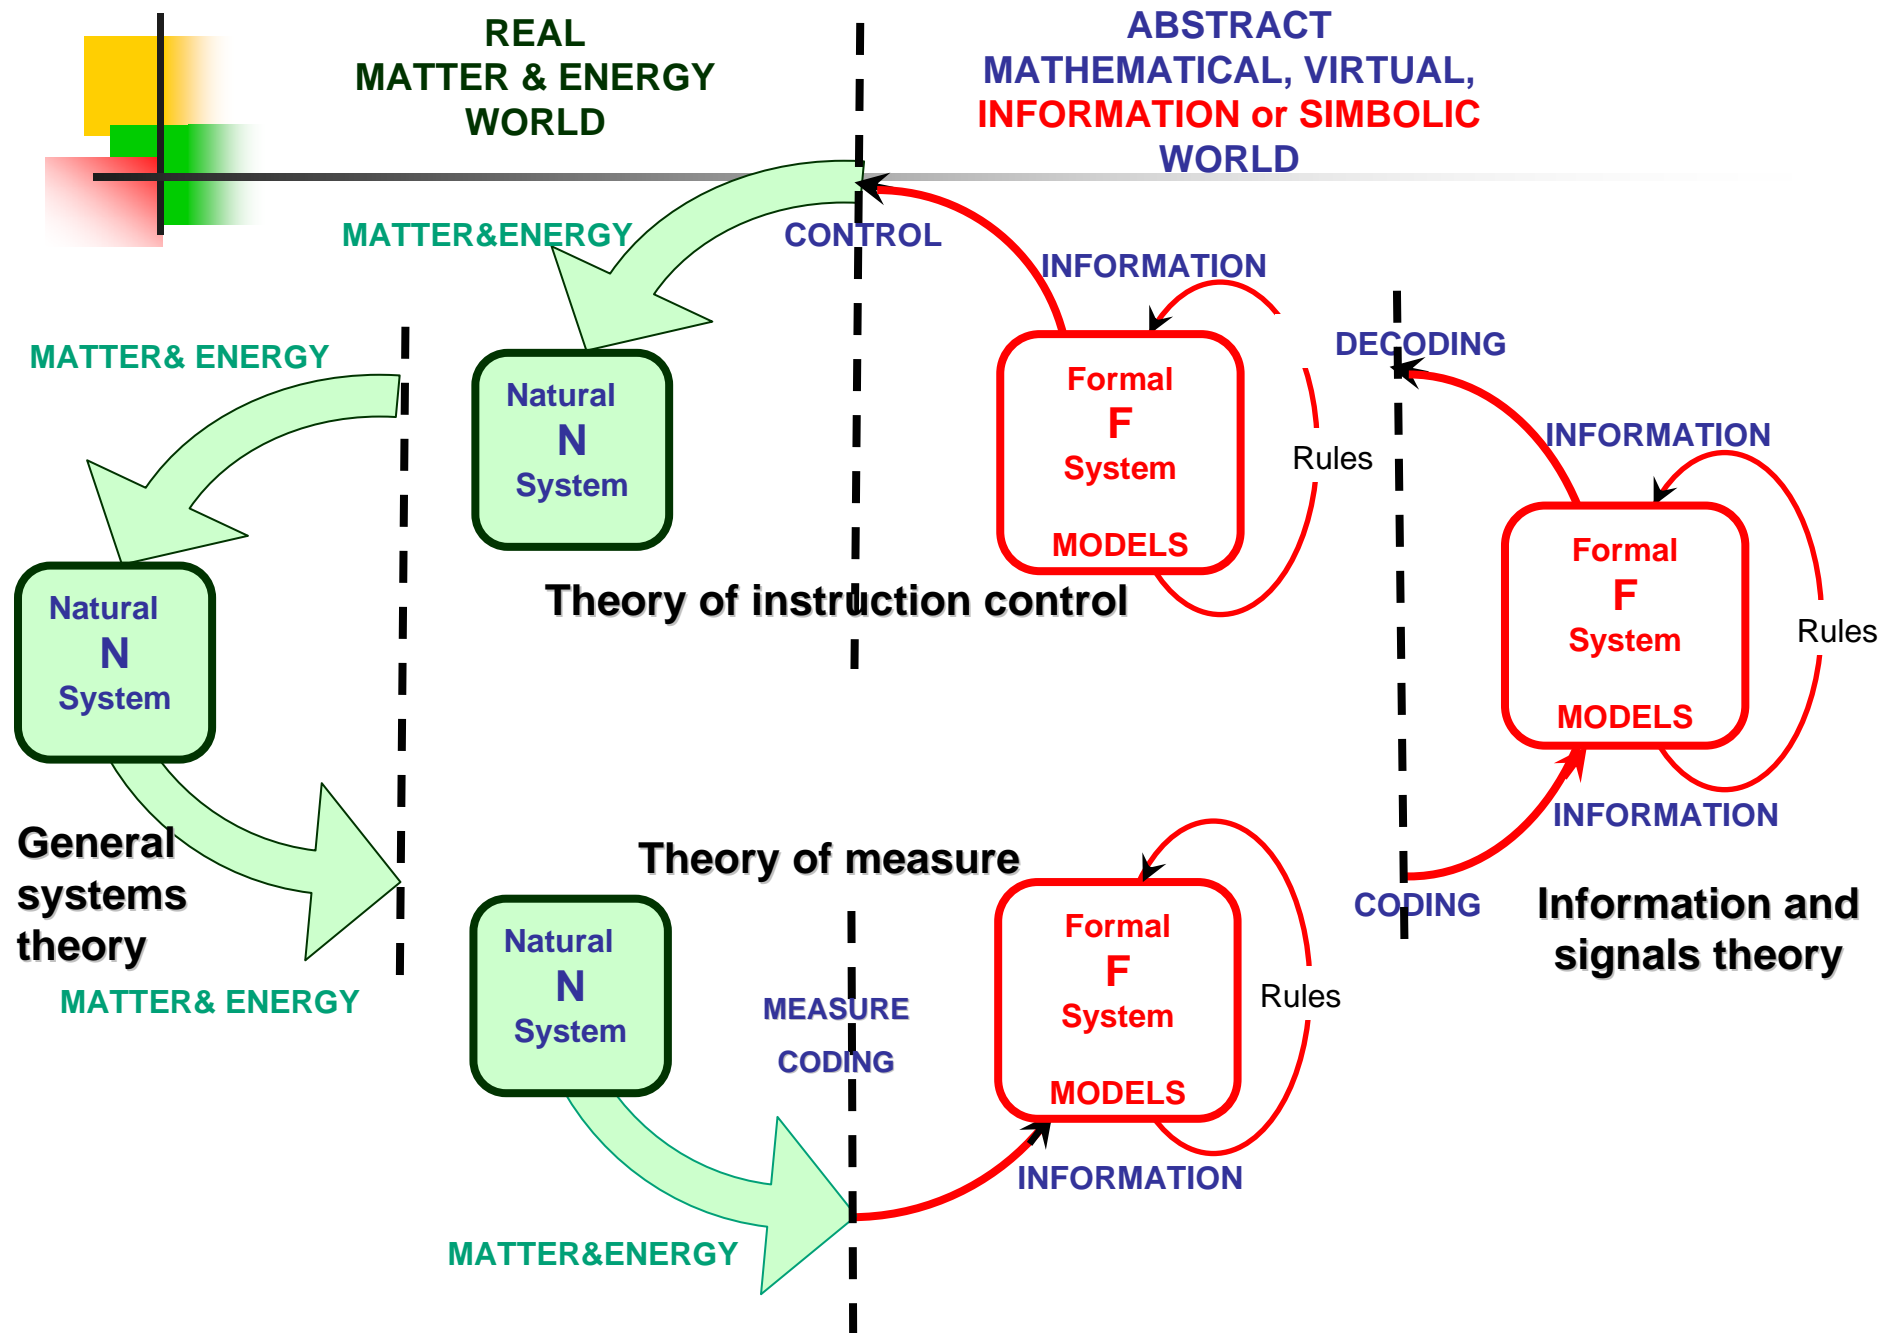 REAL
MATTER & ENERGY
WORLD
ABSTRACT
MATHEMATICAL, VIRTUAL,
INFORMATION or SIMBOLIC
WORLD
MATTER&ENERGY
CONTROL
INFORMATION
MATTER& ENERGY
Natural
N
System
Formal
F
System
MODELS
Rules
DECODING
INFORMATION
Theory of instruction control
Natural
N
System
Formal
F
System
MODELS
Rules
General
systems
theory
MATTER& ENERGY
Theory of measure
INFORMATION
CODING
Information and
signals theory
Natural
N
System
MEASURE
CODING
Formal
F
System
MODELS
Rules
INFORMATION
MATTER&ENERGY